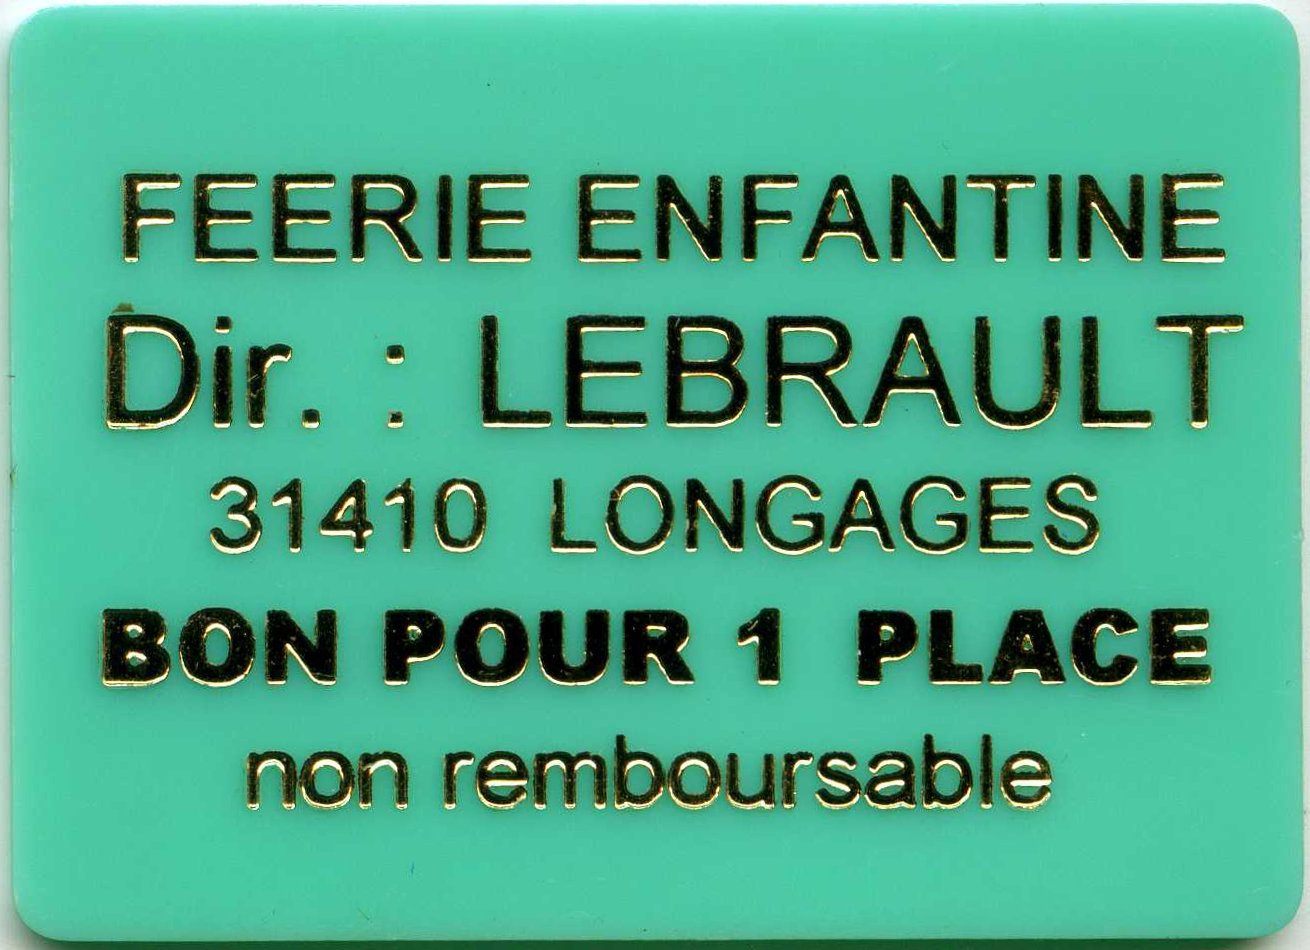 FEERIE ENFANTINE
Dir. : LEBRAULT
31410 LONGAGES
BON POUR 1 PLACE
non remboursable